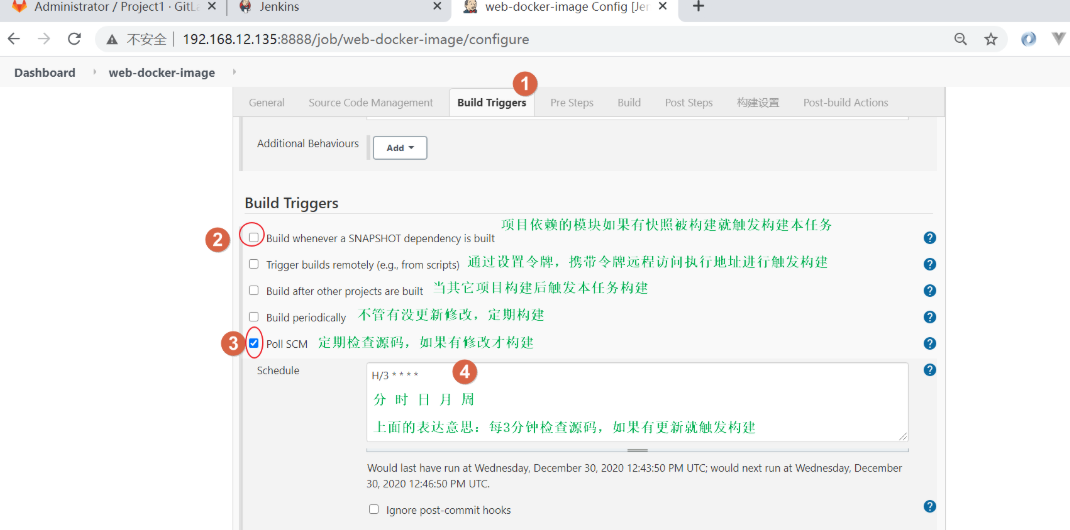 Administrator / Project1 · GitLa
Jenkins
web-docker-image Config [Jen
不安全 | 192.168.12.135:8888/job/web-docker-image/configure
Dashboard
web-docker-image
1
General
Source Code Management
Build Triggers
Pre Steps
Build
Post Steps
构建设置
Post-build Actions
Additional Behaviours
Add
Build Triggers
项目依赖的模块如果有快照被构建就触发构建本任务
2
Build whenever a SNAPSHOT dependency is built
Trigger builds remotely (e.g., from scripts) 通过设置令牌，携带令牌远程访问执行地址进行触发构建
Build after other projects are built 当其它项目构建后触发本任务构建
Build periodically 不管有没更新修改，定期构建
3
Poll SCM 定期检查源码，如果有修改才构建
Schedule
H/3 * * * *
4
分 时 日 月 周
上面的表达意思：每3分钟检查源码，如果有更新就触发构建
Would last have run at Wednesday, December 30, 2020 12:43:50 PM UTC; would next run at Wednesday, December
30, 2020 12:46:50 PM UTC.
Ignore post-commit hooks